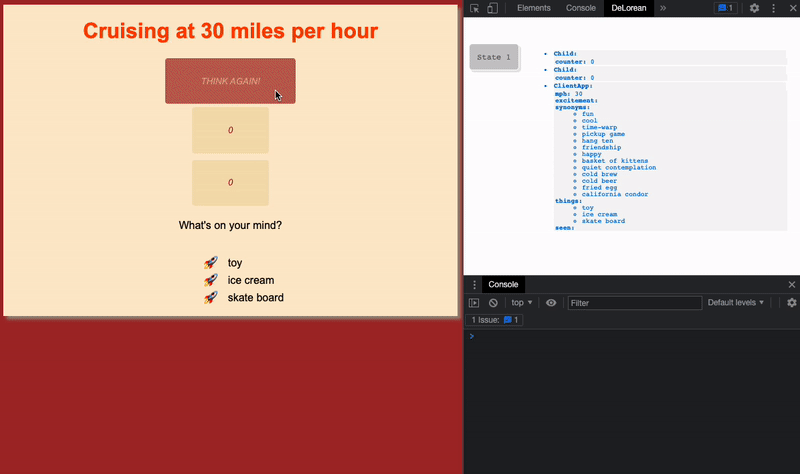 Cruising at 30 miles per hour
THINK AGAIN!
0
0
What's on your mind?
🚀 toy
🚀 ice cream
🚀 skate board
Elements Console DeLorean » 1
State 1
Child:
counter: 0
Child:
counter: 0
ClientApp:
mph: 30
excitement:
synonyms:
fun
cool
time-warp
pickup game
hang ten
friendship
happy
basket of kittens
quiet contemplation
cold brew
cold beer
fried egg
california condor
things:
toy
ice cream
skate board
seen:
Console
top ▼ Filter Default levels ▼
1 Issue: 1
>